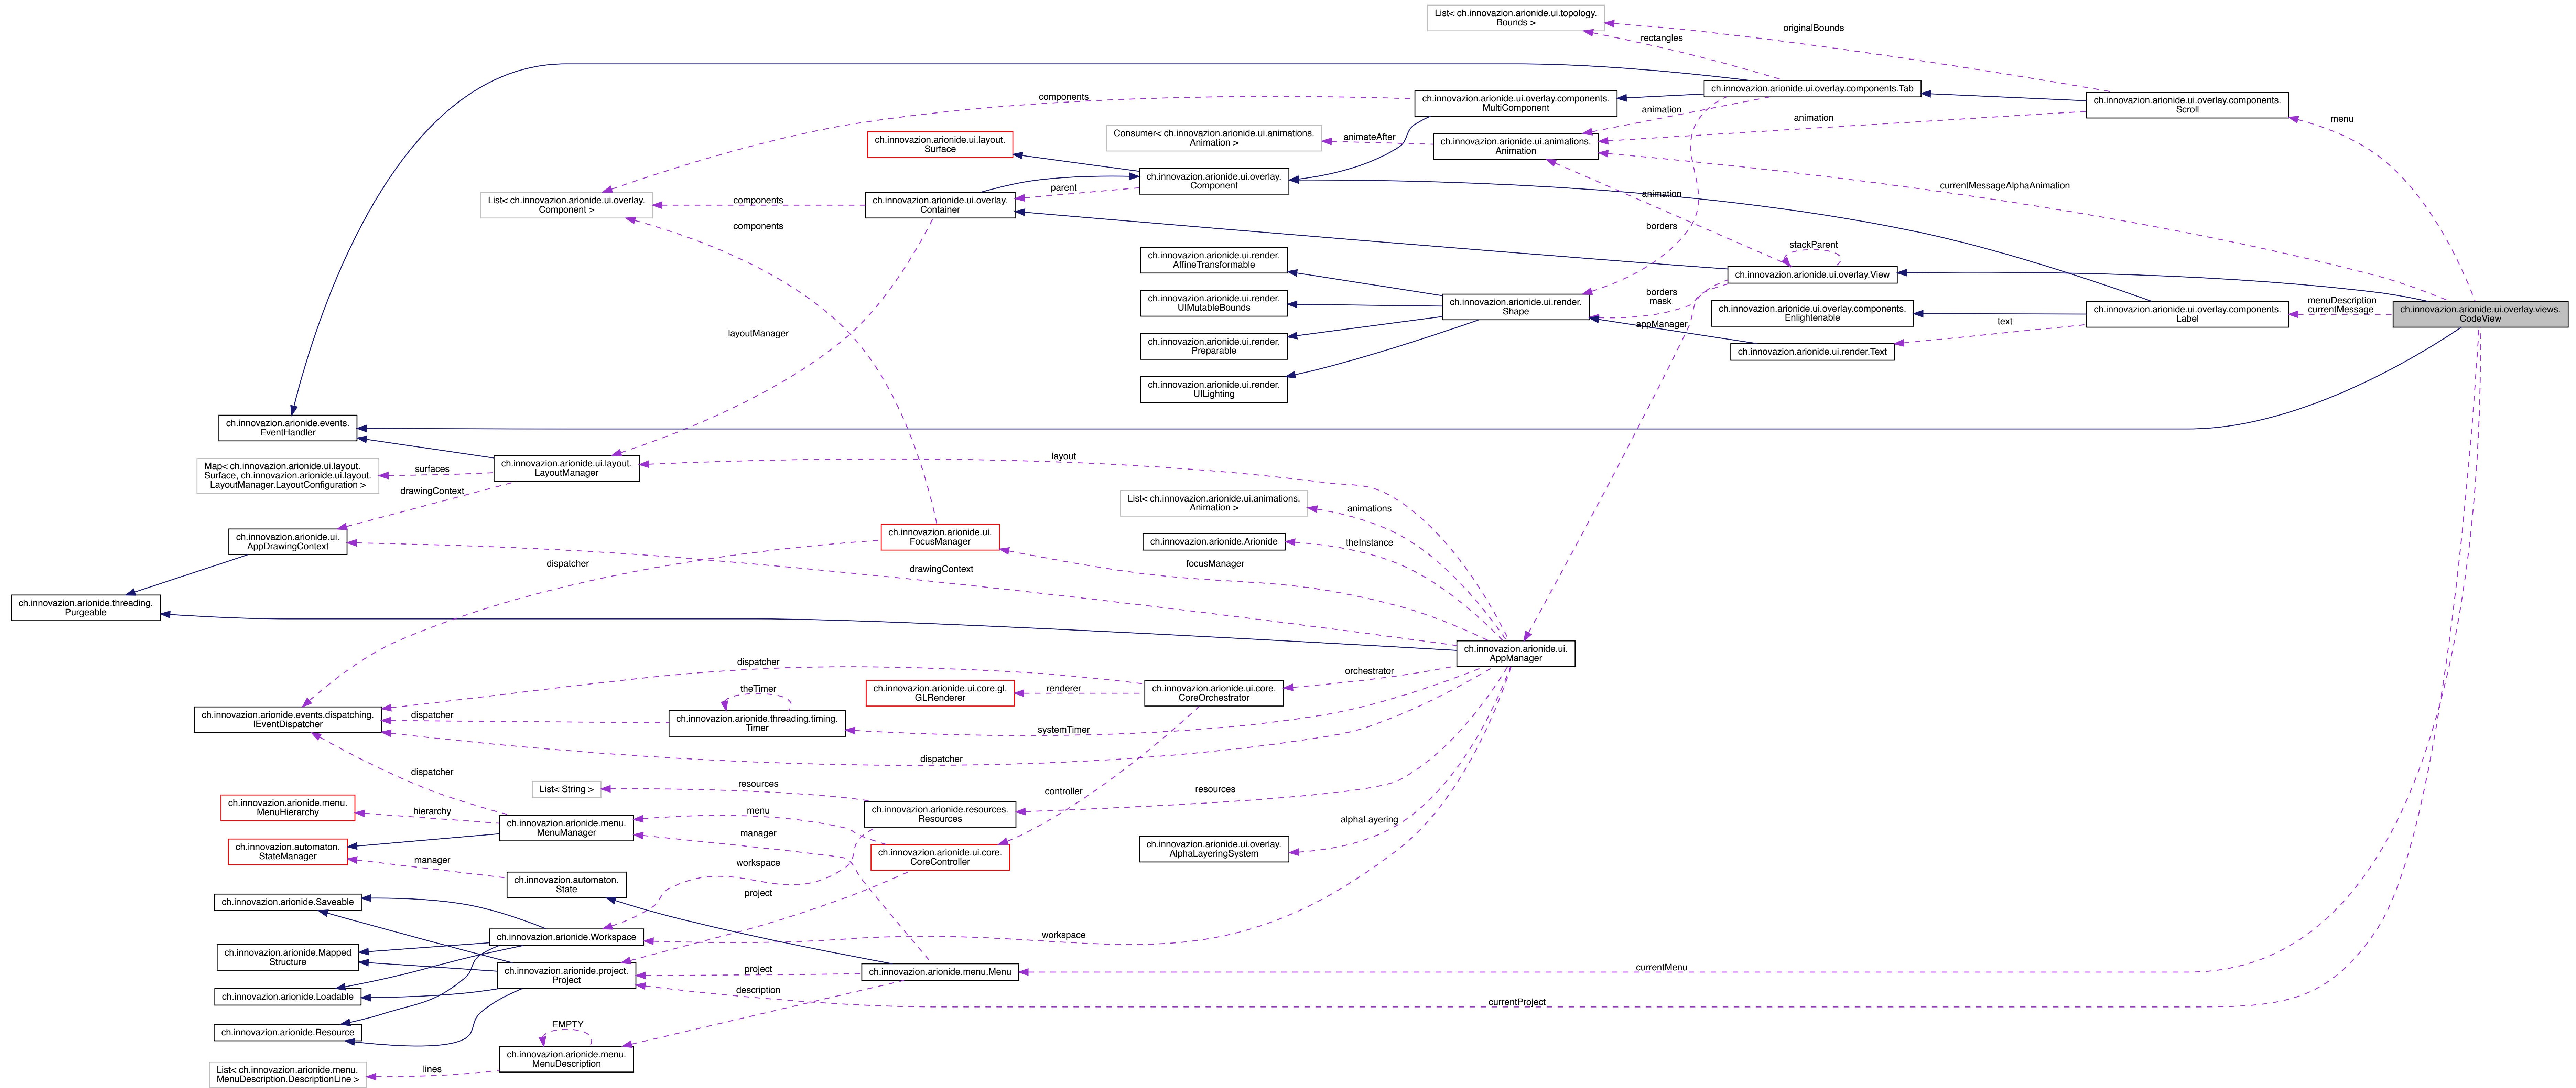 List< ch.innovazion.arionide.ui.topology.
Bounds >
originalBounds
rectangles
ch.innovazion.arionide.ui.overlay.components.Tab
components
ch.innovazion.arionide.ui.overlay.components.
MultiComponent
ch.innovazion.arionide.ui.overlay.components.
Scroll
animation
animation
menu
Consumer< ch.innovazion.arionide.ui.animations.
Animation >
animateAfter
ch.innovazion.arionide.ui.animations.
Animation
ch.innovazion.arionide.ui.layout.
Surface
ch.innovazion.arionide.ui.overlay.
Component
parent
currentMessageAlphaAnimation
animation
List< ch.innovazion.arionide.ui.overlay.
Component >
components
ch.innovazion.arionide.ui.overlay.
Container
components
borders
stackParent
ch.innovazion.arionide.ui.render.
AffineTransformable
ch.innovazion.arionide.ui.overlay.View
ch.innovazion.arionide.ui.render.
UIMutableBounds
ch.innovazion.arionide.ui.render.
Shape
borders
mask
ch.innovazion.arionide.ui.overlay.components.
Enlightenable
ch.innovazion.arionide.ui.overlay.components.
Label
menuDescription
currentMessage
ch.innovazion.arionide.ui.overlay.views.
CodeView
appManager
text
layoutManager
ch.innovazion.arionide.ui.render.
Preparable
ch.innovazion.arionide.ui.render.Text
ch.innovazion.arionide.ui.render.
UILighting
ch.innovazion.arionide.events.
EventHandler
layout
Map< ch.innovazion.arionide.ui.layout.
Surface, ch.innovazion.arionide.ui.layout.
LayoutManager.LayoutConfiguration >
surfaces
ch.innovazion.arionide.ui.layout.
LayoutManager
drawingContext
List< ch.innovazion.arionide.ui.animations.
Animation >
animations
ch.innovazion.arionide.ui.
AppDrawingContext
ch.innovazion.arionide.ui.
FocusManager
ch.innovazion.arionide.Arionide
theInstance
dispatcher
focusManager
drawingContext
ch.innovazion.arionide.threading.
Purgeable
ch.innovazion.arionide.ui.
AppManager
dispatcher
orchestrator
theTimer
ch.innovazion.arionide.ui.core.gl.
GLRenderer
renderer
ch.innovazion.arionide.ui.core.
CoreOrchestrator
ch.innovazion.arionide.events.dispatching.
IEventDispatcher
dispatcher
ch.innovazion.arionide.threading.timing.
Timer
systemTimer
dispatcher
dispatcher
List< String >
resources
controller
resources
ch.innovazion.arionide.menu.
MenuHierarchy
hierarchy
menu
ch.innovazion.arionide.resources.
Resources
ch.innovazion.arionide.menu.
MenuManager
manager
alphaLayering
ch.innovazion.automaton.
StateManager
manager
workspace
ch.innovazion.arionide.ui.core.
CoreController
ch.innovazion.arionide.ui.overlay.
AlphaLayeringSystem
ch.innovazion.automaton.
State
project
ch.innovazion.arionide.Saveable
ch.innovazion.arionide.Workspace
workspace
ch.innovazion.arionide.Mapped
Structure
ch.innovazion.arionide.project.
Project
project
ch.innovazion.arionide.menu.Menu
currentMenu
description
ch.innovazion.arionide.Loadable
currentProject
ch.innovazion.arionide.Resource
EMPTY
ch.innovazion.arionide.menu.
MenuDescription
lines
List< ch.innovazion.arionide.menu.
MenuDescription.DescriptionLine >